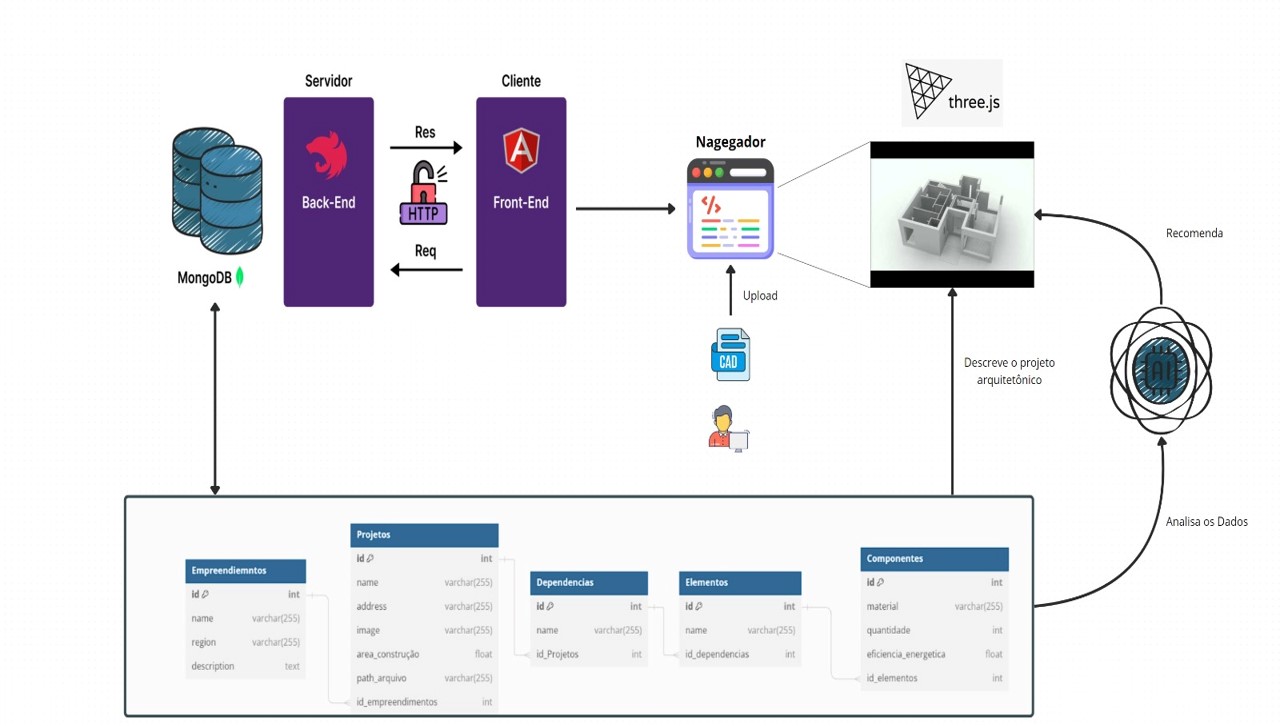 Servidor
Cliente
three.js
Res
Nagegador
Back-End
HTTP
Front-End
Recomenda
Req
MongoDB
Upload
CAD
Descreve o projeto
arquitetônico
AI
Analisa os Dados
Empreendiemntos
id int
name varchar(255)
region varchar(255)
description text
Projetos
id int
name varchar(255)
address varchar(255)
image varchar(255)
area_construção float
path_arquivo varchar(255)
id_empreendimentos int
Dependencias
id int
name varchar(255)
id_Projetos int
Elementos
id int
name varchar(255)
id_dependencias int
Componentes
id int
material varchar(255)
quantidade int
eficiencia_energetica float
id_elementos int